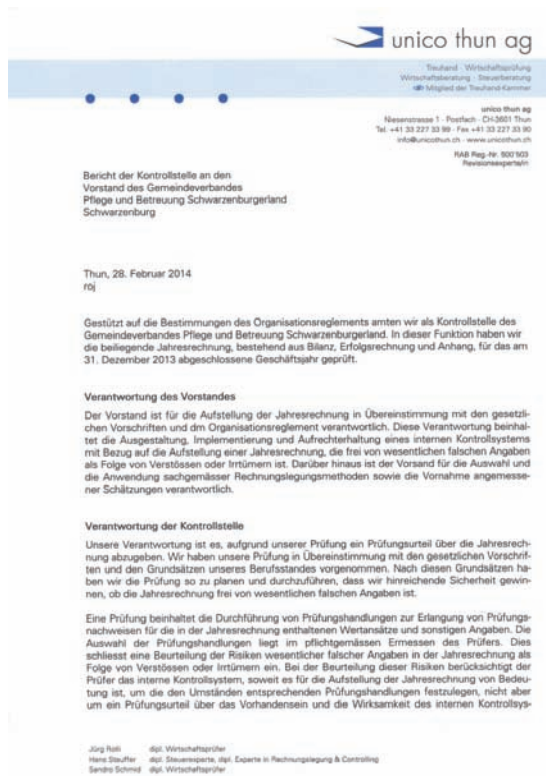 unico thun ag
Treuhand · Wirtschaftsprüfung
Wirtschaftsberatung · Steuerberatung
Mitglied der Treuhand-Kammer
unico thun ag
Niesenstrasse 1 · Postfach · CH-3601 Thun
Tel. +41 33 227 33 99 · Fax +41 33 227 33 90
info@unicothun.ch · www.unicothun.ch
RAB Reg.-Nr. 500'503
Revisionsexperte/in
Bericht der Kontrollstelle an den
Vorstand des Gemeindeverbandes
Pflege und Betreuung Schwarzenburgerland
Schwarzenburg
Thun, 28. Februar 2014
roj
Gestützt auf die Bestimmungen des Organisationsreglements amten wir als Kontrollstelle des
Gemeindeverbandes Pflege und Betreuung Schwarzenburgerland. In dieser Funktion haben wir
die beiliegende Jahresrechnung, bestehend aus Bilanz, Erfolgsrechnung und Anhang, für das am
31. Dezember 2013 abgeschlossene Geschäftsjahr geprüft.
Verantwortung des Vorstandes
Der Vorstand ist für die Aufstellung der Jahresrechnung in Übereinstimmung mit den gesetzli-
chen Vorschriften und dm Organisationsreglement verantwortlich. Diese Verantwortung beinhal-
tet die Ausgestaltung, Implementierung und Aufrechterhaltung eines internen Kontrollsystems
mit Bezug auf die Aufstellung einer Jahresrechnung, die frei von wesentlichen falschen Angaben
als Folge von Verstössen oder Irrtümern ist. Darüber hinaus ist der Vorsand für die Auswahl und
die Anwendung sachgemässer Rechnungslegungsmethoden sowie die Vornahme angemesse-
ner Schätzungen verantwortlich.
Verantwortung der Kontrollstelle
Unsere Verantwortung ist es, aufgrund unserer Prüfung ein Prüfungsurteil über die Jahresrech-
nung abzugeben. Wir haben unsere Prüfung in Übereinstimmung mit den gesetzlichen Vorschrif-
ten und den Grundsätzen unseres Berufsstandes vorgenommen. Nach diesen Grundsätzen ha-
ben wir die Prüfung so zu planen und durchzuführen, dass wir hinreichende Sicherheit gewin-
nen, ob die Jahresrechnung frei von wesentlichen falschen Angaben ist.
Eine Prüfung beinhaltet die Durchführung von Prüfungshandlungen zur Erlangung von Prüfungs-
nachweisen für die in der Jahresrechnung enthaltenen Wertansätze und sonstigen Angaben. Die
Auswahl der Prüfungshandlungen liegt im pflichtgemässen Ermessen des Prüfers. Dies
schliesst eine Beurteilung der Risiken wesentlicher falscher Angaben in der Jahresrechnung als
Folge von Verstössen oder Irrtümern ein. Bei der Beurteilung dieser Risiken berücksichtigt der
Prüfer das interne Kontrollsystem, soweit es für die Aufstellung der Jahresrechnung von Bedeu-
tung ist, um die den Umständen entsprechenden Prüfungshandlungen festzulegen, nicht aber
um ein Prüfungsurteil über das Vorhandensein und die Wirksamkeit des internen Kontrollsys-
Jürg Rolli dipl. Wirtschaftsprüfer
Hans Stauffer dipl. Steuerexperte, dipl. Experte in Rechnungslegung & Controlling
Sandro Schmid dipl. Wirtschaftsprüfer